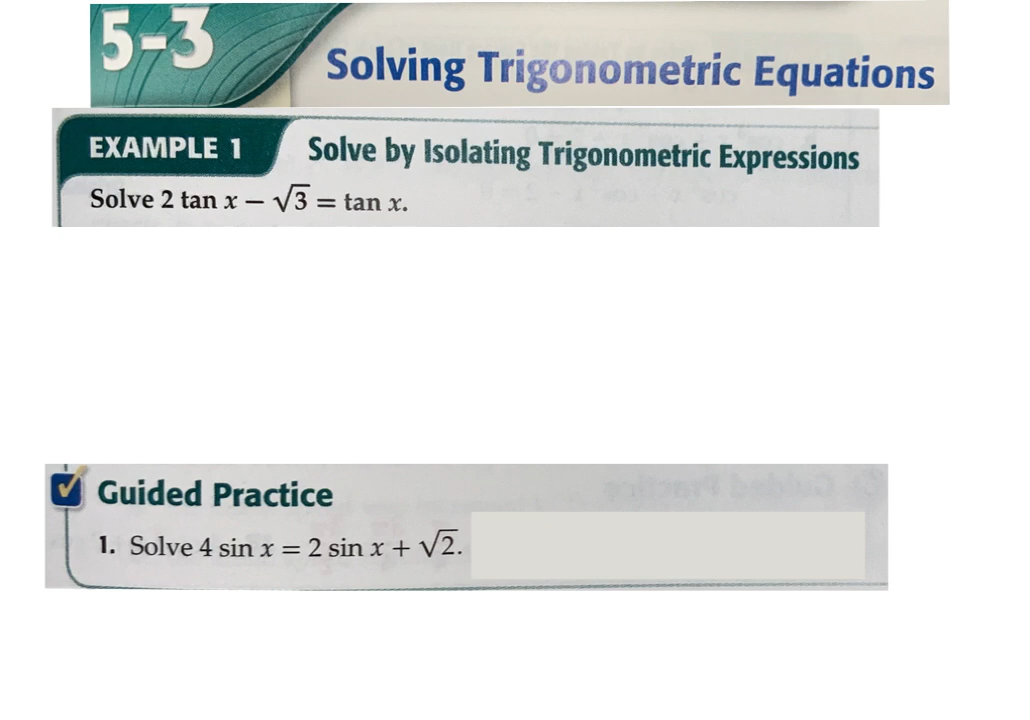 5-3
Solving Trigonometric Equations
EXAMPLE 1 Solve by Isolating Trigonometric Expressions
Solve 2 tan x − √3 = tan x.
Guided Practice
1. Solve 4 sin x = 2 sin x + √2.